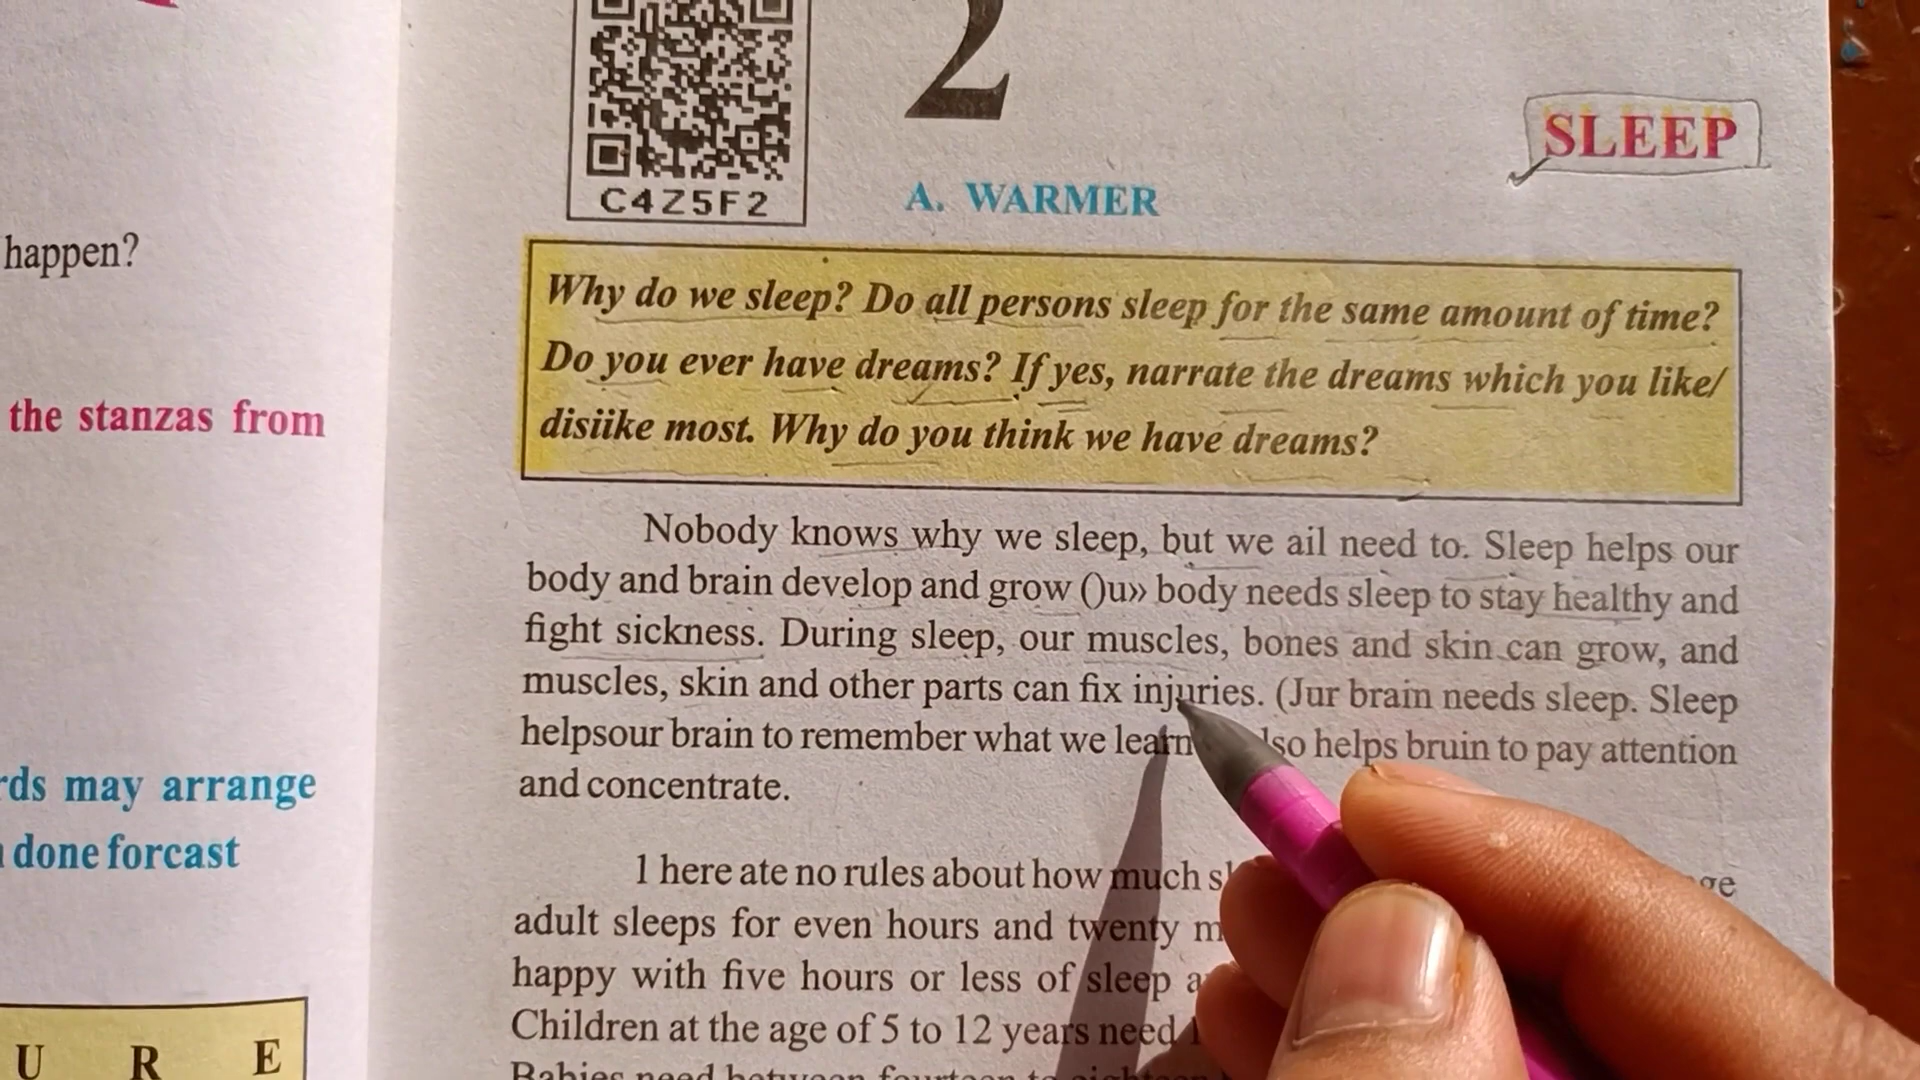 2
C4Z5F2
SLEEP
A. WARMER
Why do we sleep? Do all persons sleep for the same amount of time?
Do you ever have dreams? If yes, narrate the dreams which you like/
disiike most. Why do you think we have dreams?
Nobody knows why we sleep, but we ail need to. Sleep helps our
body and brain develop and grow ()u» body needs sleep to stay healthy and
fight sickness. During sleep, our muscles, bones and skin can grow, and
muscles, skin and other parts can fix injuries. (Jur brain needs sleep. Sleep
helpsour brain to remember what we learn lso helps bruin to pay attention
and concentrate.
1 here ate no rules about how much
adult sleeps for even hours and twenty
happy with five hours or less of sleep
Children at the age of 5 to 12 years need
Babies need between fourteen to eighteen
happen?
the stanzas from
rds may arrange
done forcast
U R E